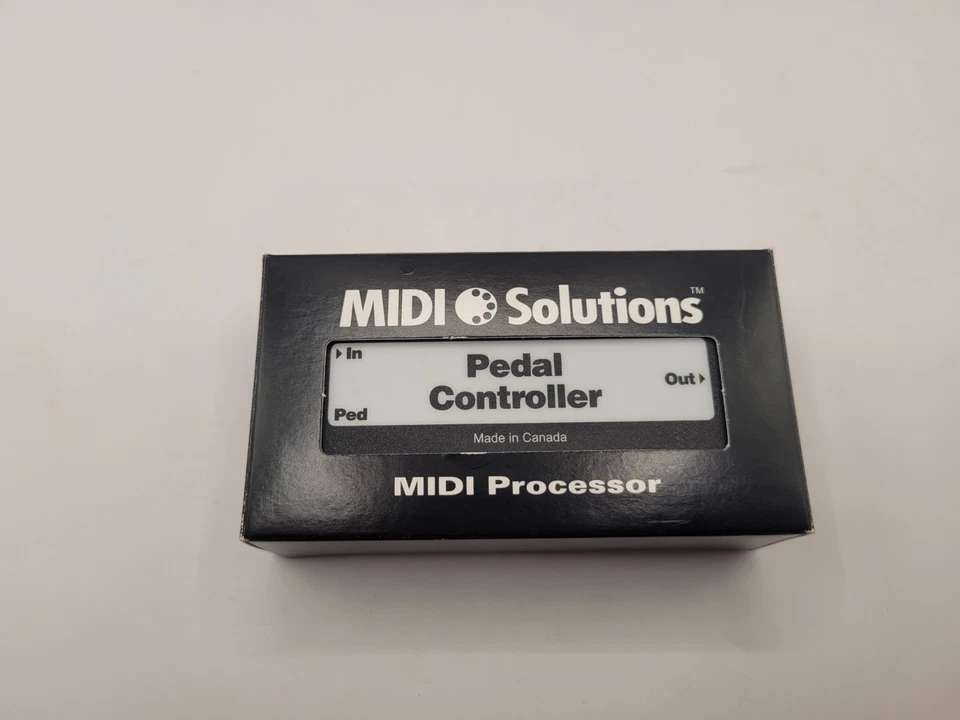 MIDI Solutions™
In
Pedal
Controller
Out
Ped
Made in Canada
MIDI Processor